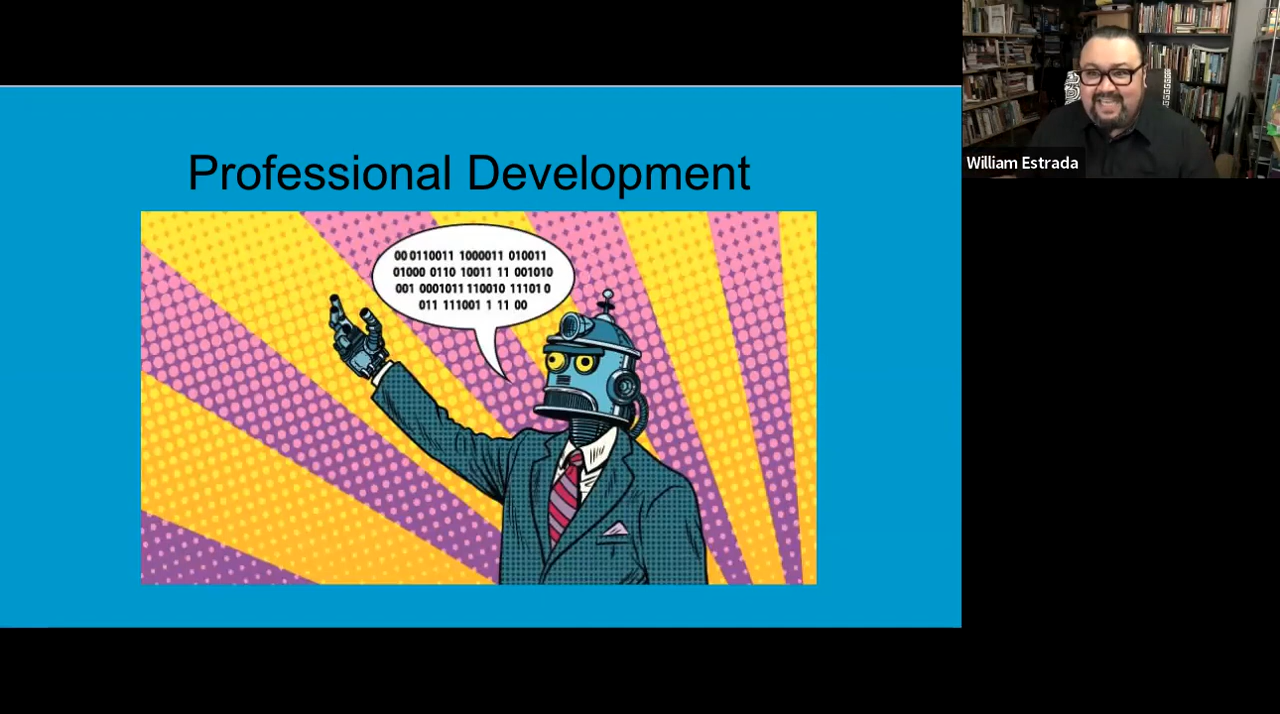 Professional Development
00 0110011 1000011 010011
01000 0110 10011 11 001010
001 0001011 110010 11101 0
011 111001 1 11 00
William Estrada